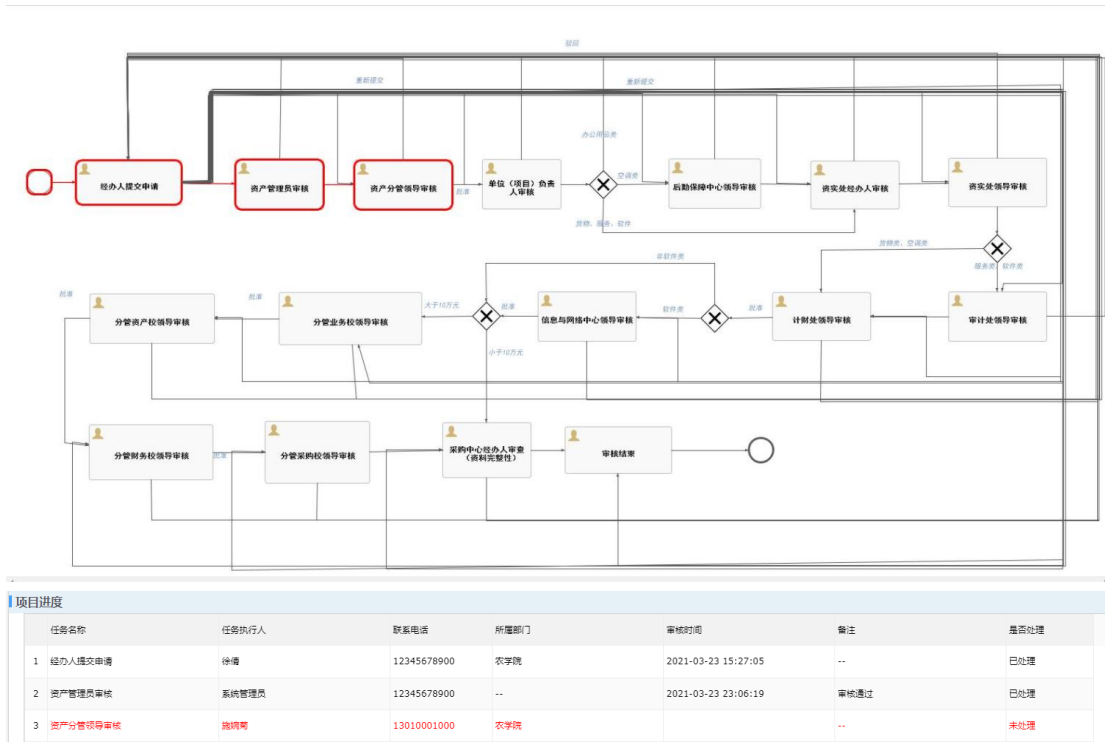 驳回
重新提交
重新提交
办公用品类
经办人提交申请
资产管理员审核
资产分管领导审核
批准
单位（项目）负责
人审核
空调类
后勤保障中心领导审核
资实处经办人审核
资实处领导审核
货物、服务、软件
货物类、空调类
服务类、软件类
非软件类
批准
分管资产校领导审核
批准
分管业务校领导审核
大于10万元
批准
信息与网络中心领导审核
软件类
批准
计财处领导审核
审计处领导审核
小于10万元
分管财务校领导审核
批准
分管采购校领导审核
采购中心经办人审查
（资料完整性）
审核结束
项目进度
任务名称 任务执行人 联系电话 所属部门 审核时间 备注 是否处理
1 经办人提交申请 徐倩 12345678900 农学院 2021-03-23 15:27:05 -- 已处理
2 资产管理员审核 系统管理员 12345678900 -- 2021-03-23 23:06:19 审核通过 已处理
3 资产分管领导审核 施婉菊 13010001000 农学院 -- 未处理